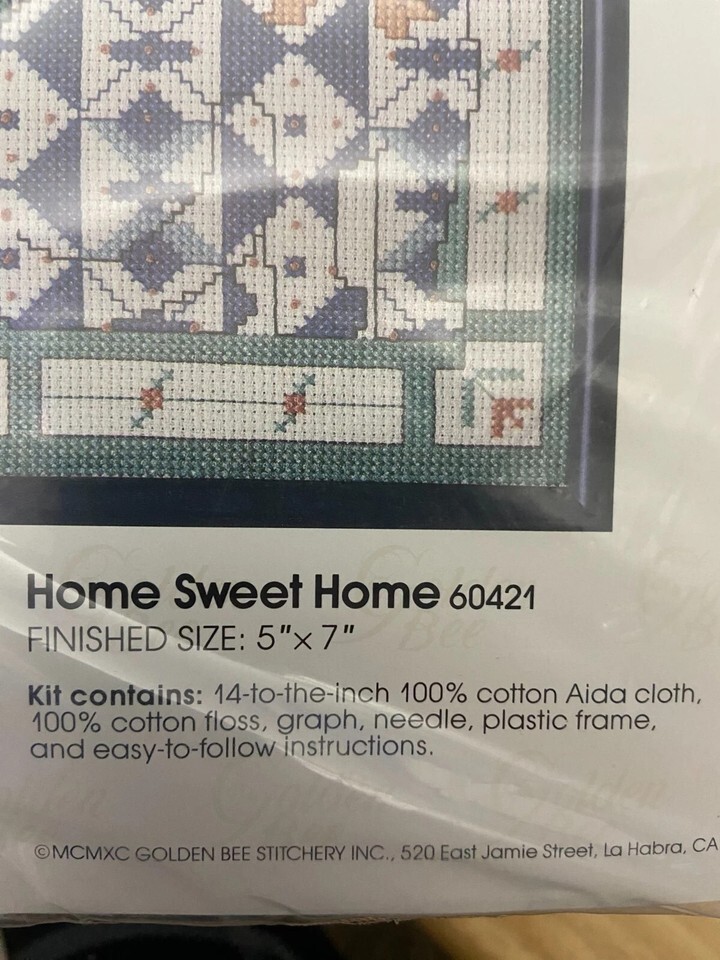 Home Sweet Home 60421
FINISHED SIZE: 5"x 7"
Kit contains: 14-to-the-inch 100% cotton Aida cloth,
100% cotton floss, graph, needle, plastic frame,
and easy-to-follow instructions.
©MCMXC GOLDEN BEE STITCHERY INC., 520 East Jamie Street, La Habra, CA
Golden
Bee